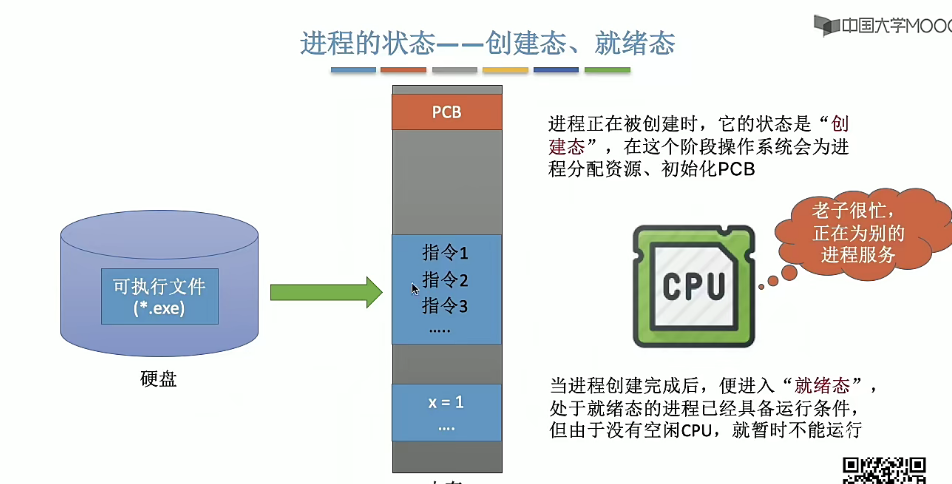 中国大学MOOC
进程的状态——创建态、就绪态
PCB
进程正在被创建时，它的状态是“创
建态”，在这个阶段操作系统会为进
程分配资源、初始化PCB
老子很忙，
正在为别的
进程服务
指令1
指令2
指令3
.....
可执行文件
(*.exe)
CPU
硬盘
x = 1
....
当进程创建完成后，便进入“就绪态”，
处于就绪态的进程已经具备运行条件，
但由于没有空闲CPU，就暂时不能运行